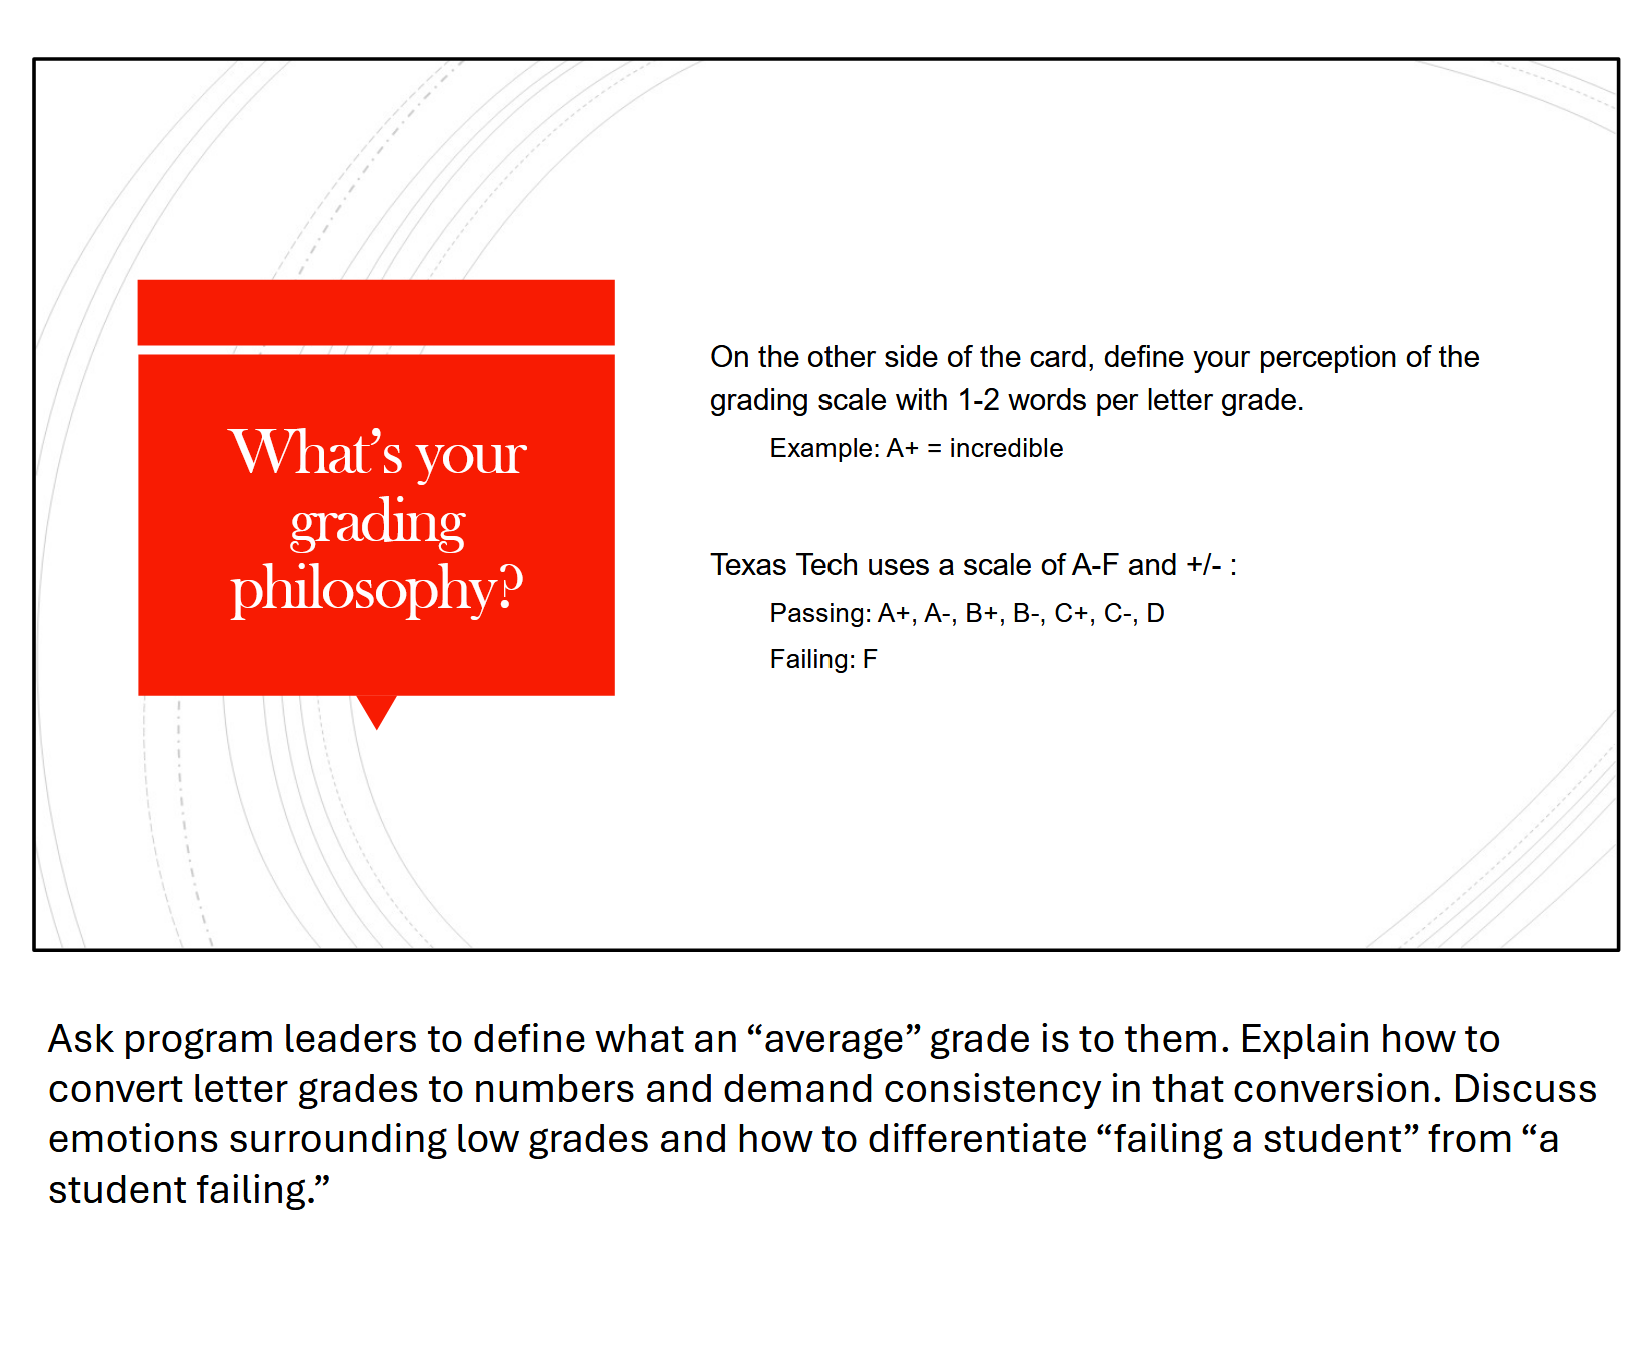 What’s your
grading
philosophy?
On the other side of the card, define your perception of the
grading scale with 1-2 words per letter grade.
Example: A+ = incredible
Texas Tech uses a scale of A-F and +/- :
Passing: A+, A-, B+, B-, C+, C-, D
Failing: F
Ask program leaders to define what an “average” grade is to them. Explain how to
convert letter grades to numbers and demand consistency in that conversion. Discuss
emotions surrounding low grades and how to differentiate “failing a student” from “a
student failing.”